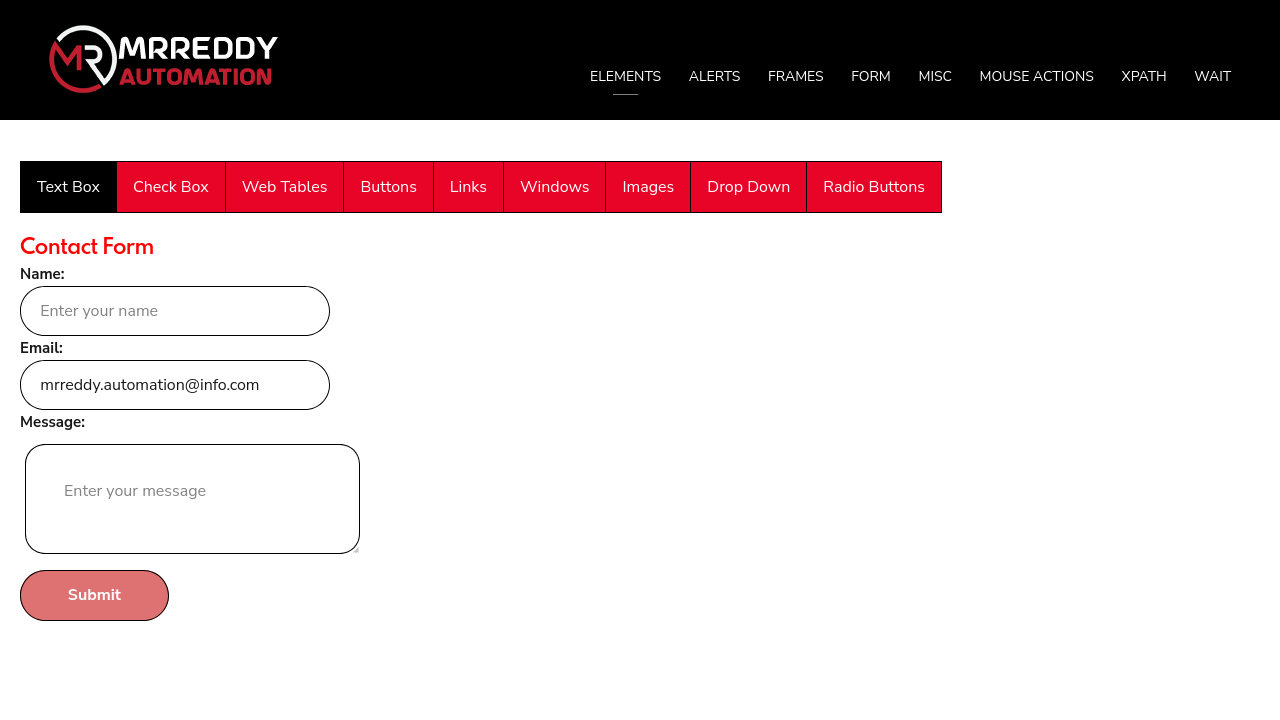 MR MRREDDY
AUTOMATION
ELEMENTS ALERTS FRAMES FORM MISC MOUSE ACTIONS XPATH WAIT
Text Box Check Box Web Tables Buttons Links Windows Images Drop Down Radio Buttons
Contact Form
Name:
Enter your name
Email:
mrreddy.automation@info.com
Message:
Enter your message
Submit